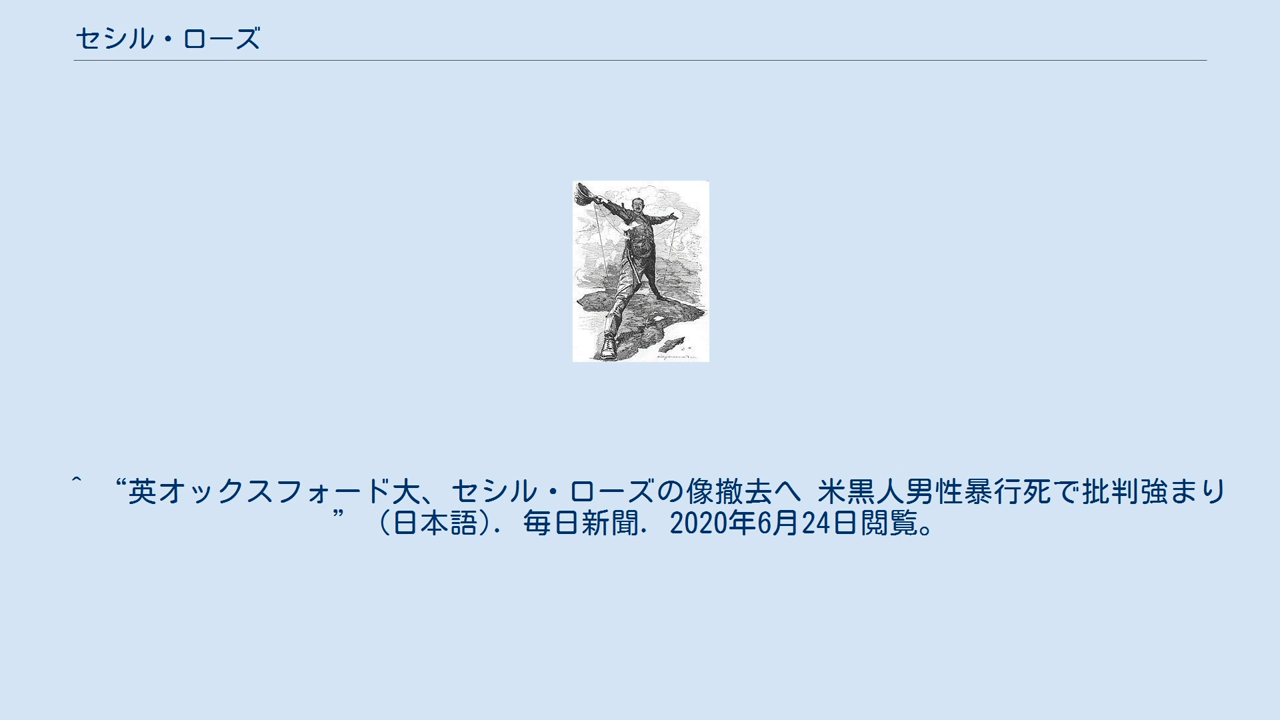 セシル・ローズ
^ “英オックスフォード大、セシル・ローズの像撤去へ 米黒人男性暴行死で批判強まり
” (日本語). 毎日新聞. 2020年6月24日閲覧。